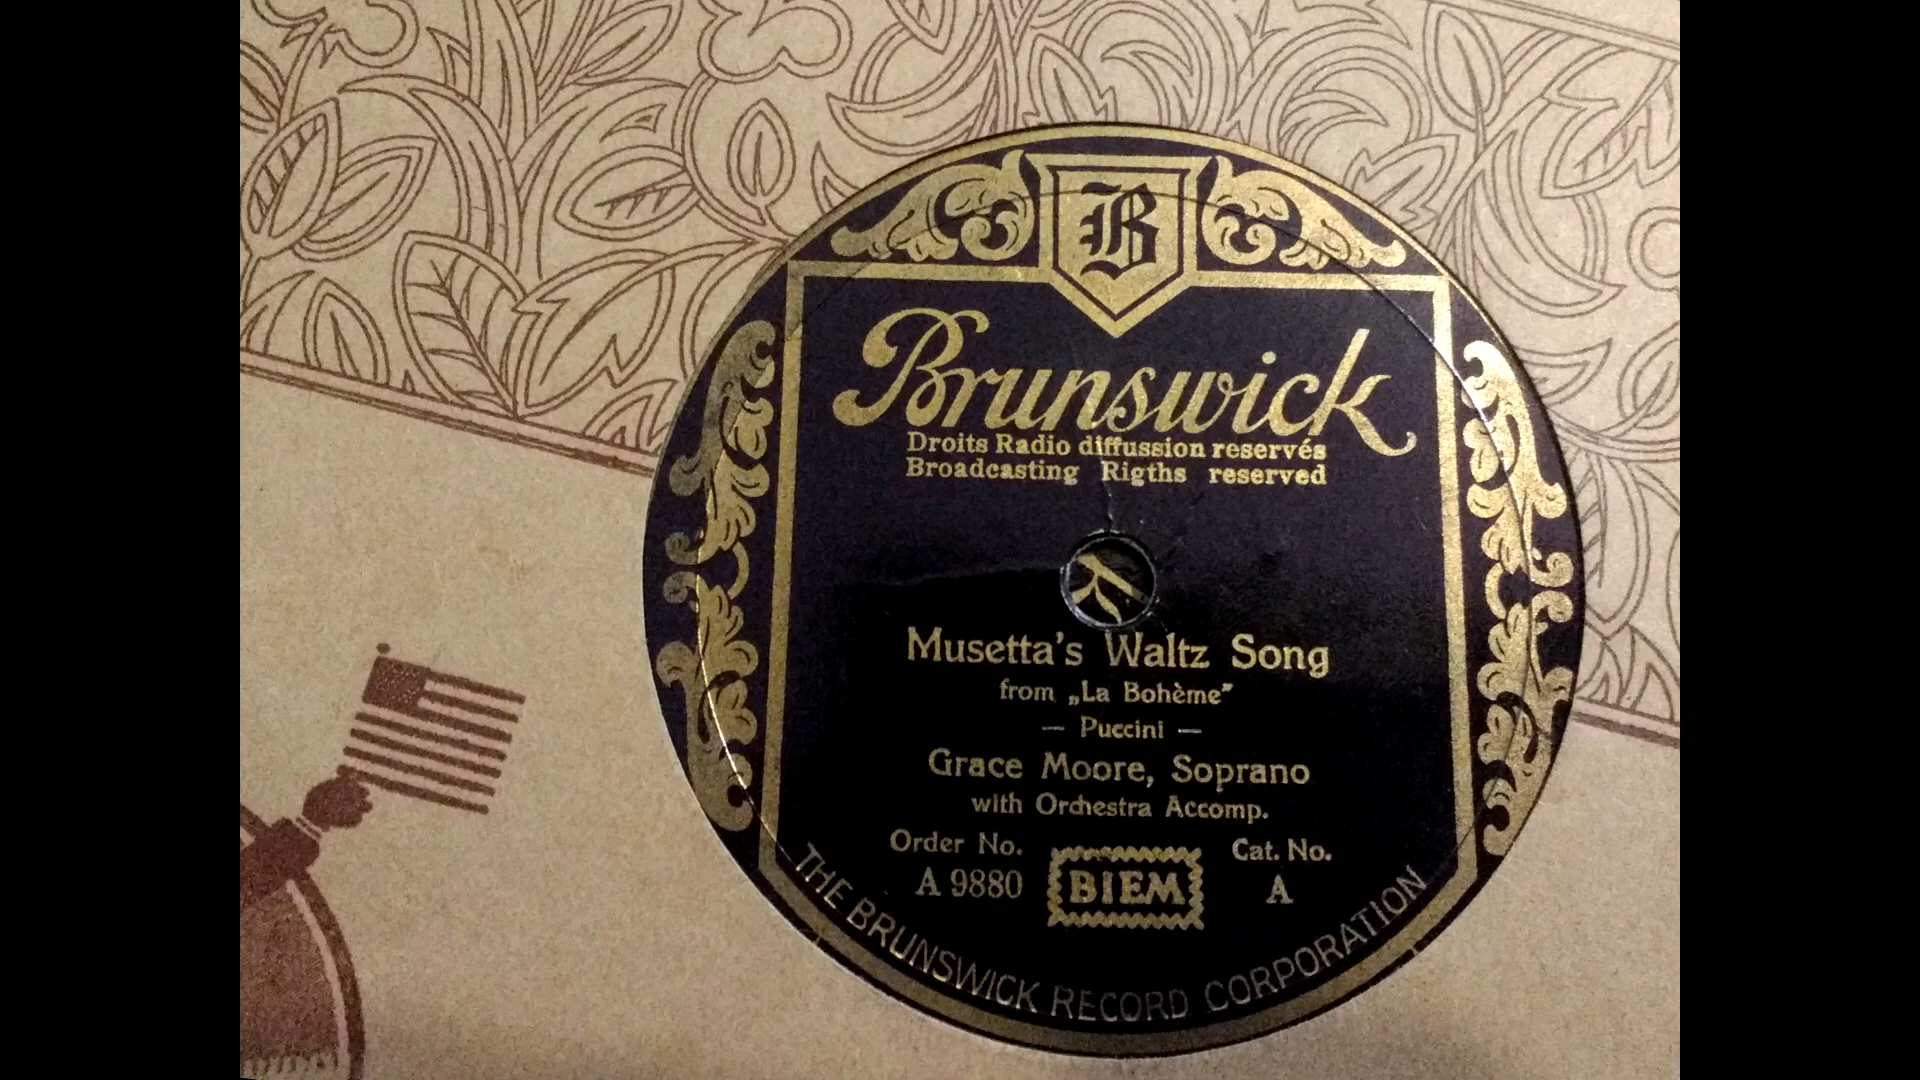 B
Brunswick
Droits Radio diffussion reservés
Broadcasting Rigths reserved
K
Musetta's Waltz Song
from „La Bohème"
— Puccini —
Grace Moore, Soprano
with Orchestra Accomp.
Order No.
A 9880
BIEM
Cat. No.
A
THE BRUNSWICK RECORD CORPORATION